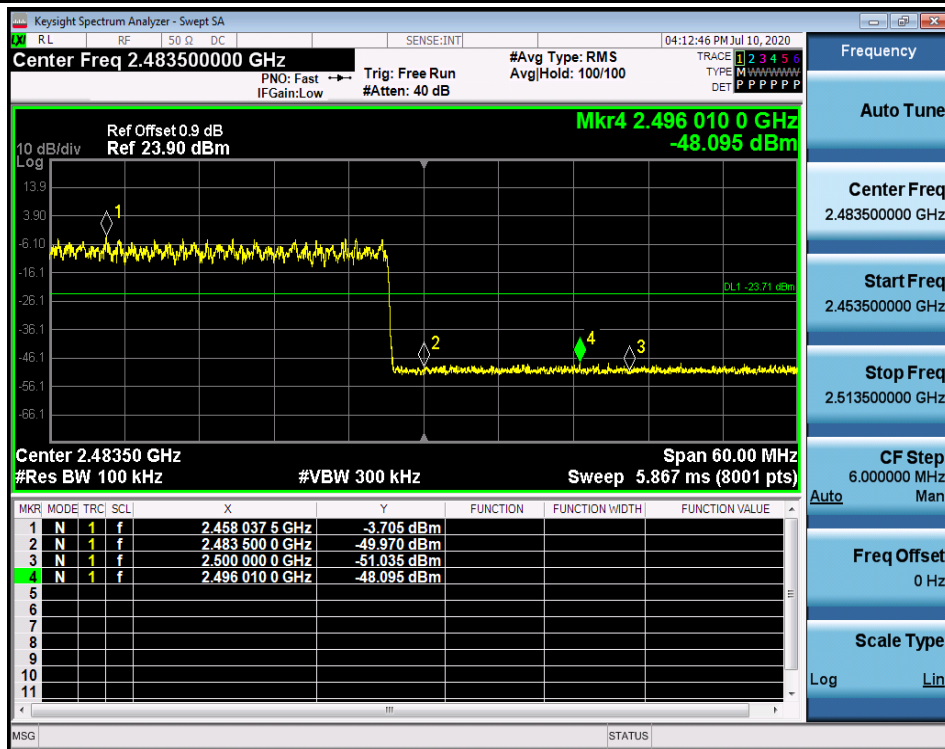 Keysight Spectrum Analyzer - Swept SA
LXI RL RF 50 Ω DC SENSE:INT 04:12:46 PM Jul 10, 2020
Center Freq 2.483500000 GHz
PNO: Fast
IFGain:Low
Trig: Free Run
#Atten: 40 dB
#Avg Type: RMS
Avg|Hold: 100/100
TRACE 1 2 3 4 5 6
TYPE M W W W W W
DET P P P P P P
Mkr4 2.496 010 0 GHz
-48.095 dBm
Ref Offset 0.9 dB
10 dB/div Ref 23.90 dBm
Log
13.9
3.90
-6.10
-16.1
-26.1
-36.1
-46.1
-56.1
-66.1
1
DL1 -23.71 dBm
2
4
3
Center 2.48350 GHz Span 60.00 MHz
#Res BW 100 kHz #VBW 300 kHz Sweep 5.867 ms (8001 pts)
MKR MODE TRC SCL X Y FUNCTION FUNCTION WIDTH FUNCTION VALUE
1 N 1 f 2.458 037 5 GHz -3.705 dBm
2 N 1 f 2.483 500 0 GHz -49.970 dBm
3 N 1 f 2.500 000 0 GHz -51.035 dBm
4 N 1 f 2.496 010 0 GHz -48.095 dBm
5
6
7
8
9
10
11
MSG STATUS
Frequency
Auto Tune
Center Freq
2.483500000 GHz
Start Freq
2.453500000 GHz
Stop Freq
2.513500000 GHz
CF Step
6.000000 MHz
Auto Man
Freq Offset
0 Hz
Scale Type
Log Lin